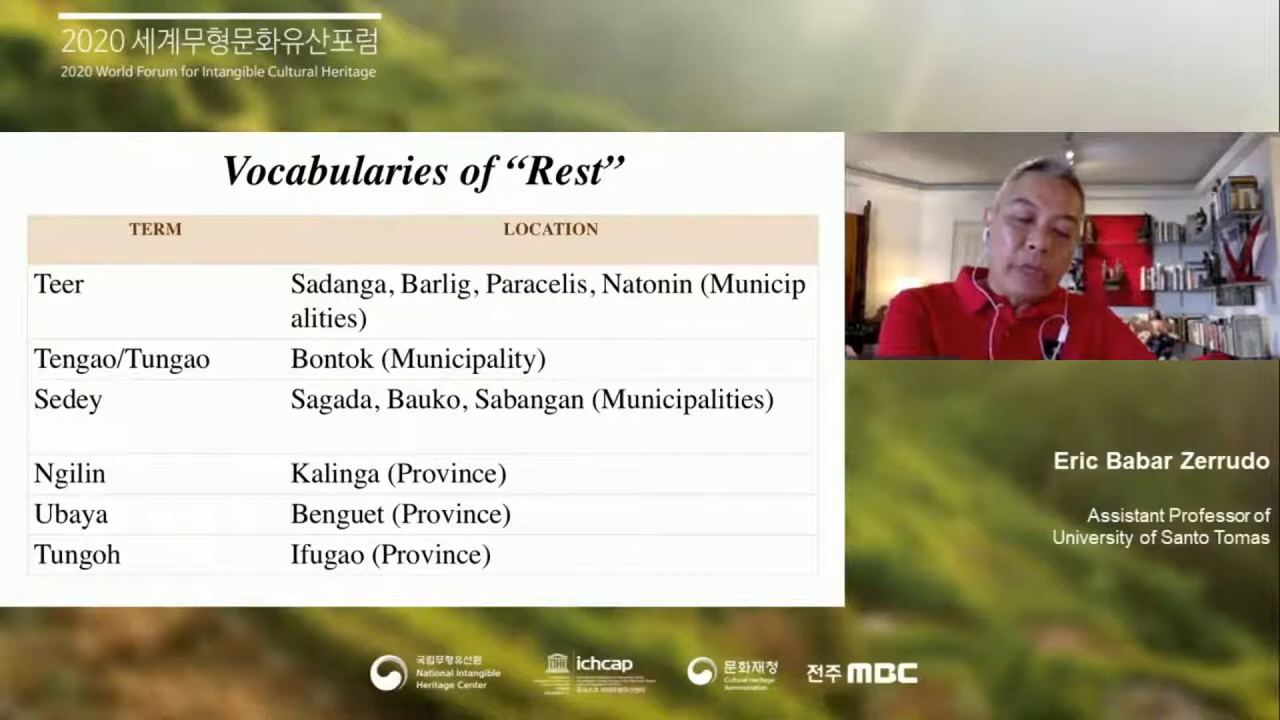 2020 세계무형문화유산포럼
2020 World Forum for Intangible Cultural Heritage
Vocabularies of “Rest”
TERM LOCATION
Teer Sadanga, Barlig, Paracelis, Natonin (Municip
alities)
Tengao/Tungao Bontok (Municipality)
Sedey Sagada, Bauko, Sabangan (Municipalities)
Ngilin Kalinga (Province)
Ubaya Benguet (Province)
Tungoh Ifugao (Province)
Eric Babar Zerrudo
Assistant Professor of
University of Santo Tomas
국립무형유산원
National Intangible
Heritage Center
ichcap
문화재청
Cultural Heritage
Administration
전주 MBC